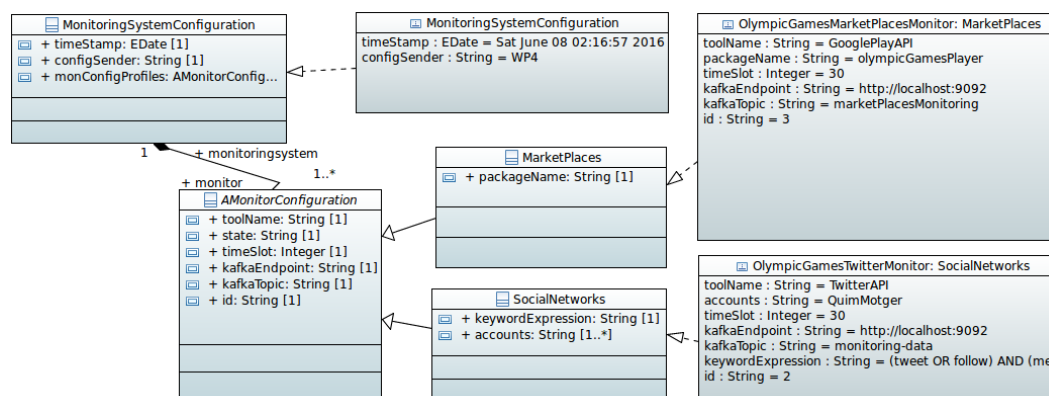 MonitoringSystemConfiguration
+ timeStamp: EDate [1]
+ configSender: String [1]
+ monConfigProfiles: AMonitorConfig...
MonitoringSystemConfiguration
timeStamp : EDate = Sat June 08 02:16:57 2016
configSender : String = WP4
OlympicGamesMarketPlacesMonitor: MarketPlaces
toolName : String = GooglePlayAPI
packageName : String = olympicGamesPlayer
timeSlot : Integer = 30
kafkaEndpoint : String = http://localhost:9092
kafkaTopic : String = marketPlacesMonitoring
id : String = 3
1
+ monitoringsystem
1..*
+ monitor
AMonitorConfiguration
+ toolName: String [1]
+ state: String [1]
+ timeSlot: Integer [1]
+ kafkaEndpoint: String [1]
+ kafkaTopic: String [1]
+ id: String [1]
MarketPlaces
+ packageName: String [1]
SocialNetworks
+ keywordExpression: String [1]
+ accounts: String [1..*]
OlympicGamesTwitterMonitor: SocialNetworks
toolName : String = TwitterAPI
accounts : String = QuimMotger
timeSlot : Integer = 30
kafkaEndpoint : String = http://localhost:9092
kafkaTopic : String = monitoring-data
keywordExpression : String = (tweet OR follow) AND (me
id : String = 2